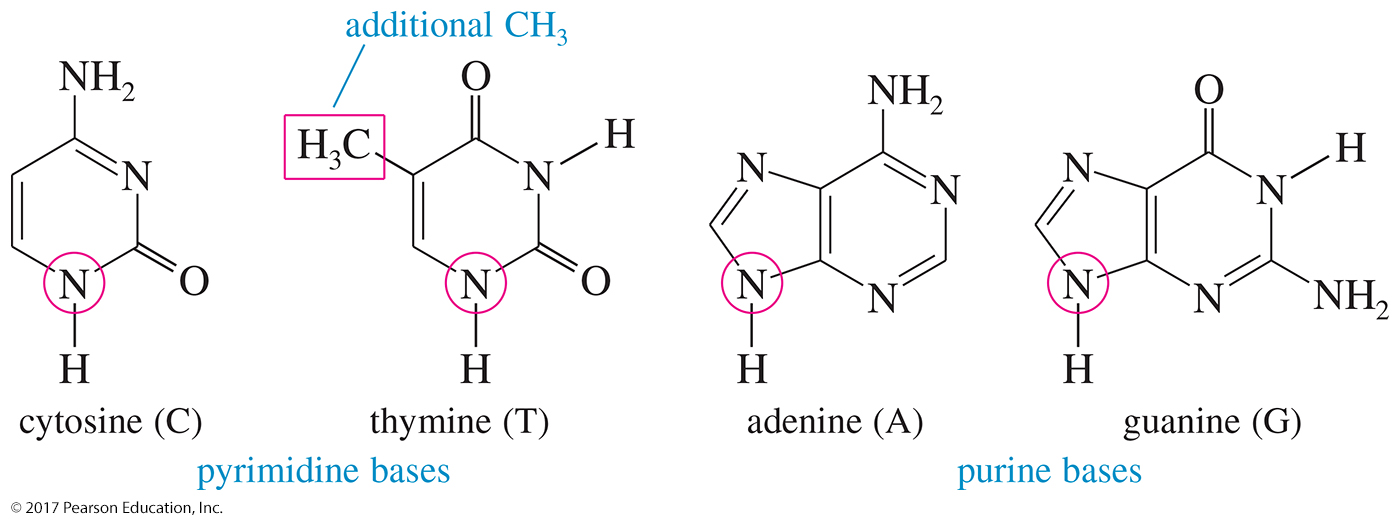 additional CH₃
NH₂
N
O
N
H
H₃C
O
N
H
O
N
H
NH₂
N
N
N
N
H
O
N
H
N
NH₂
N
N
H
cytosine (C)
thymine (T)
adenine (A)
guanine (G)
pyrimidine bases
purine bases
© 2017 Pearson Education, Inc.